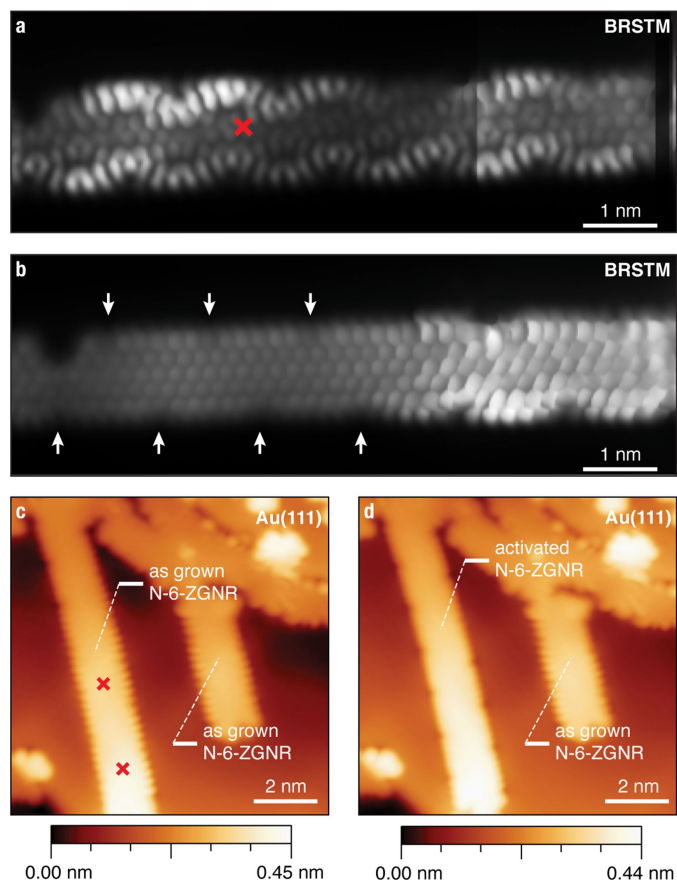 a
BRSTM
1 nm
b
BRSTM
1 nm
c
Au(111)
as grown
N-6-ZGNR
as grown
N-6-ZGNR
2 nm
0.00 nm
0.45 nm
d
Au(111)
activated
N-6-ZGNR
as grown
N-6-ZGNR
2 nm
0.00 nm
0.44 nm